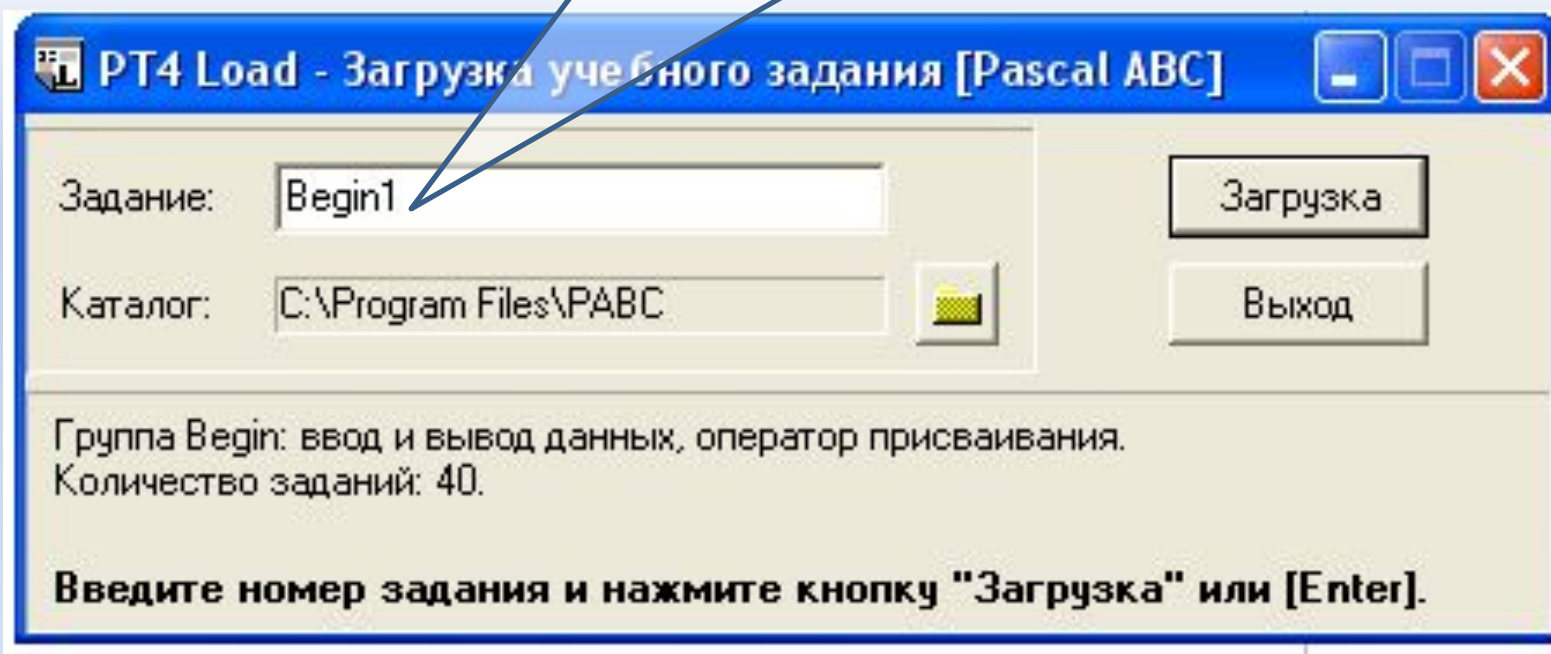 PT4 Load - Загрузка учебного задания [Pascal ABC]
Задание: Begin1 Загрузка
Каталог: C:\Program Files\PABC Выход
Группа Begin: ввод и вывод данных, оператор присваивания.
Количество заданий: 40.
Введите номер задания и нажмите кнопку "Загрузка" или [Enter].